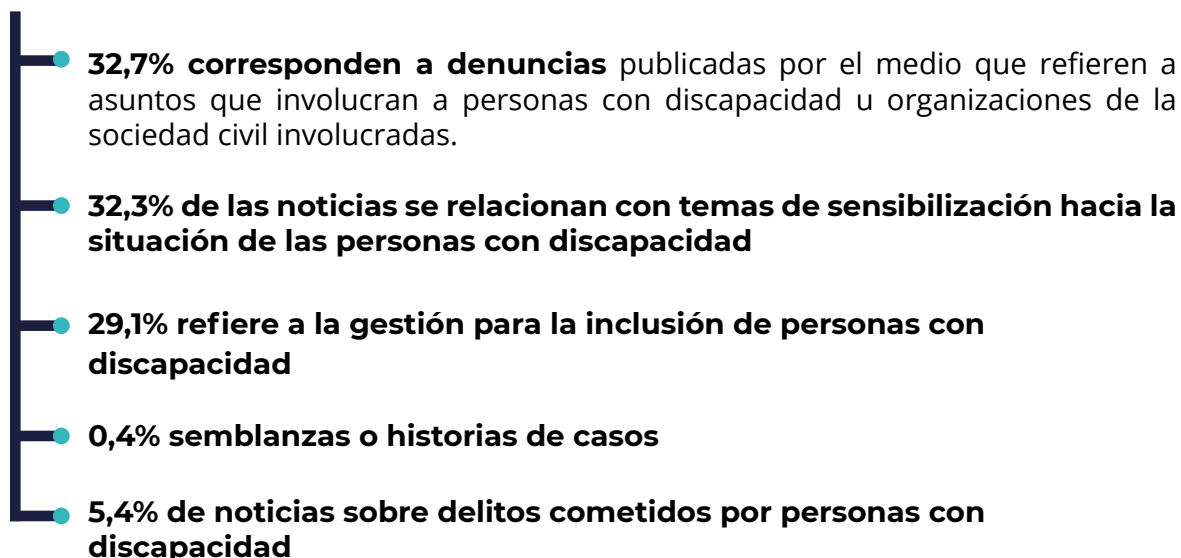 32,7% corresponden a denuncias publicadas por el medio que refieren a
asuntos que involucran a personas con discapacidad u organizaciones de la
sociedad civil involucradas.
32,3% de las noticias se relacionan con temas de sensibilización hacia la
situación de las personas con discapacidad
29,1% refiere a la gestión para la inclusión de personas con
discapacidad
0,4% semblanzas o historias de casos
5,4% de noticias sobre delitos cometidos por personas con
discapacidad